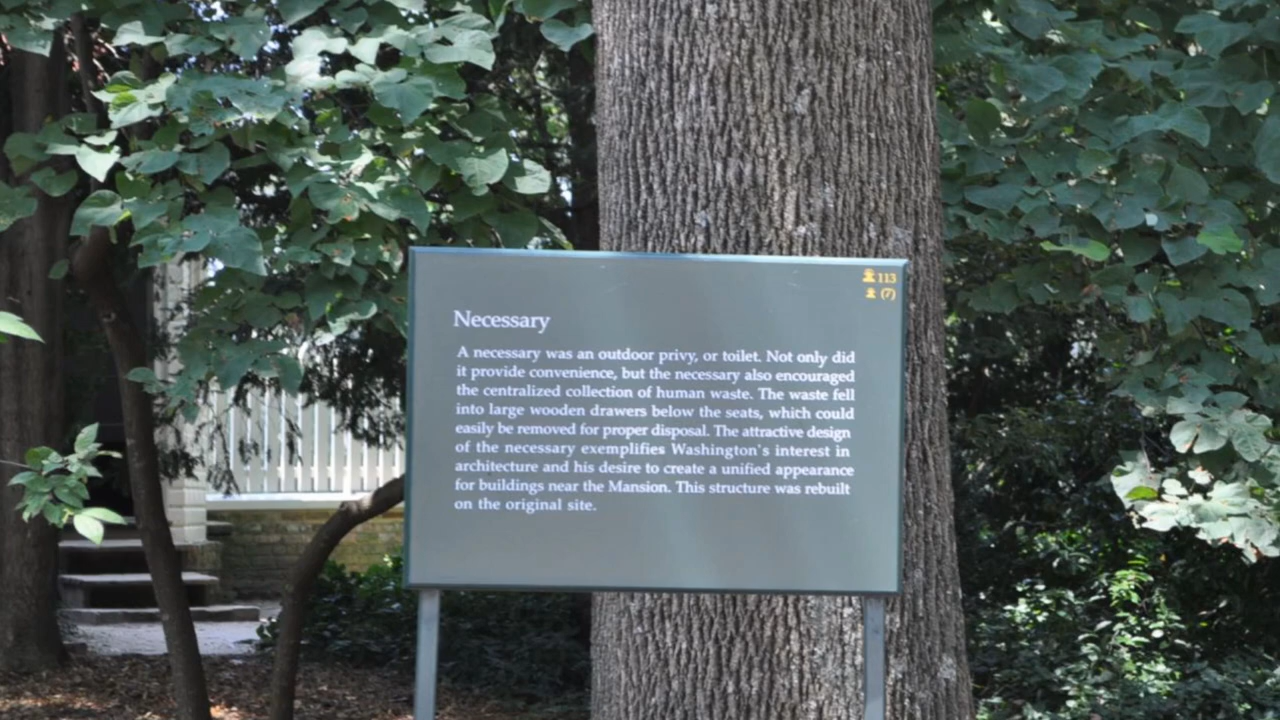 113
(7)
Necessary
A necessary was an outdoor privy, or toilet. Not only did
it provide convenience, but the necessary also encouraged
the centralized collection of human waste. The waste fell
into large wooden drawers below the seats, which could
easily be removed for proper disposal. The attractive design
of the necessary exemplifies Washington's interest in
architecture and his desire to create a unified appearance
for buildings near the Mansion. This structure was rebuilt
on the original site.